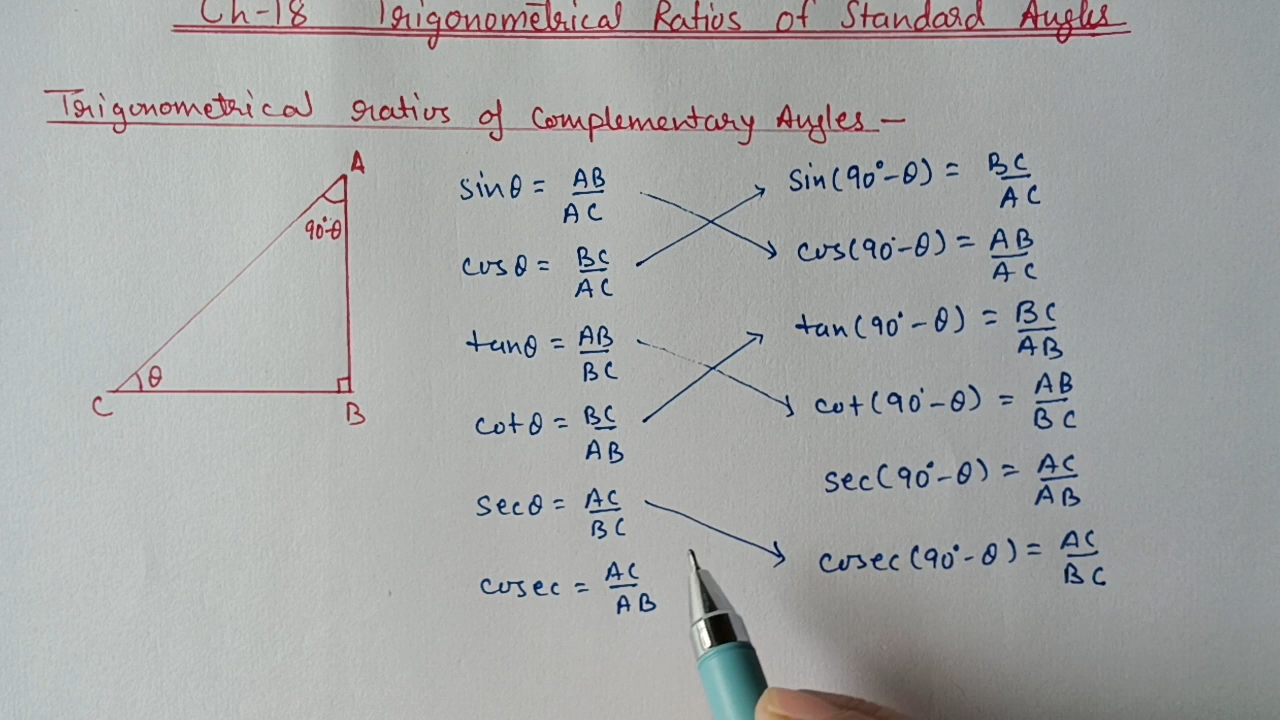 Ch-18 Trigonometrical Ratios of Standard Angles
Trigonometrical ratios of Complementary Angles -
A
90°-θ
θ
C
B
sinθ = AB/AC
cosθ = BC/AC
tanθ = AB/BC
cotθ = BC/AB
secθ = AC/BC
cosec = AC/AB
sin(90°-θ) = BC/AC
cos(90°-θ) = AB/AC
tan(90°-θ) = BC/AB
cot(90°-θ) = AB/BC
sec(90°-θ) = AC/AB
cosec(90°-θ) = AC/BC